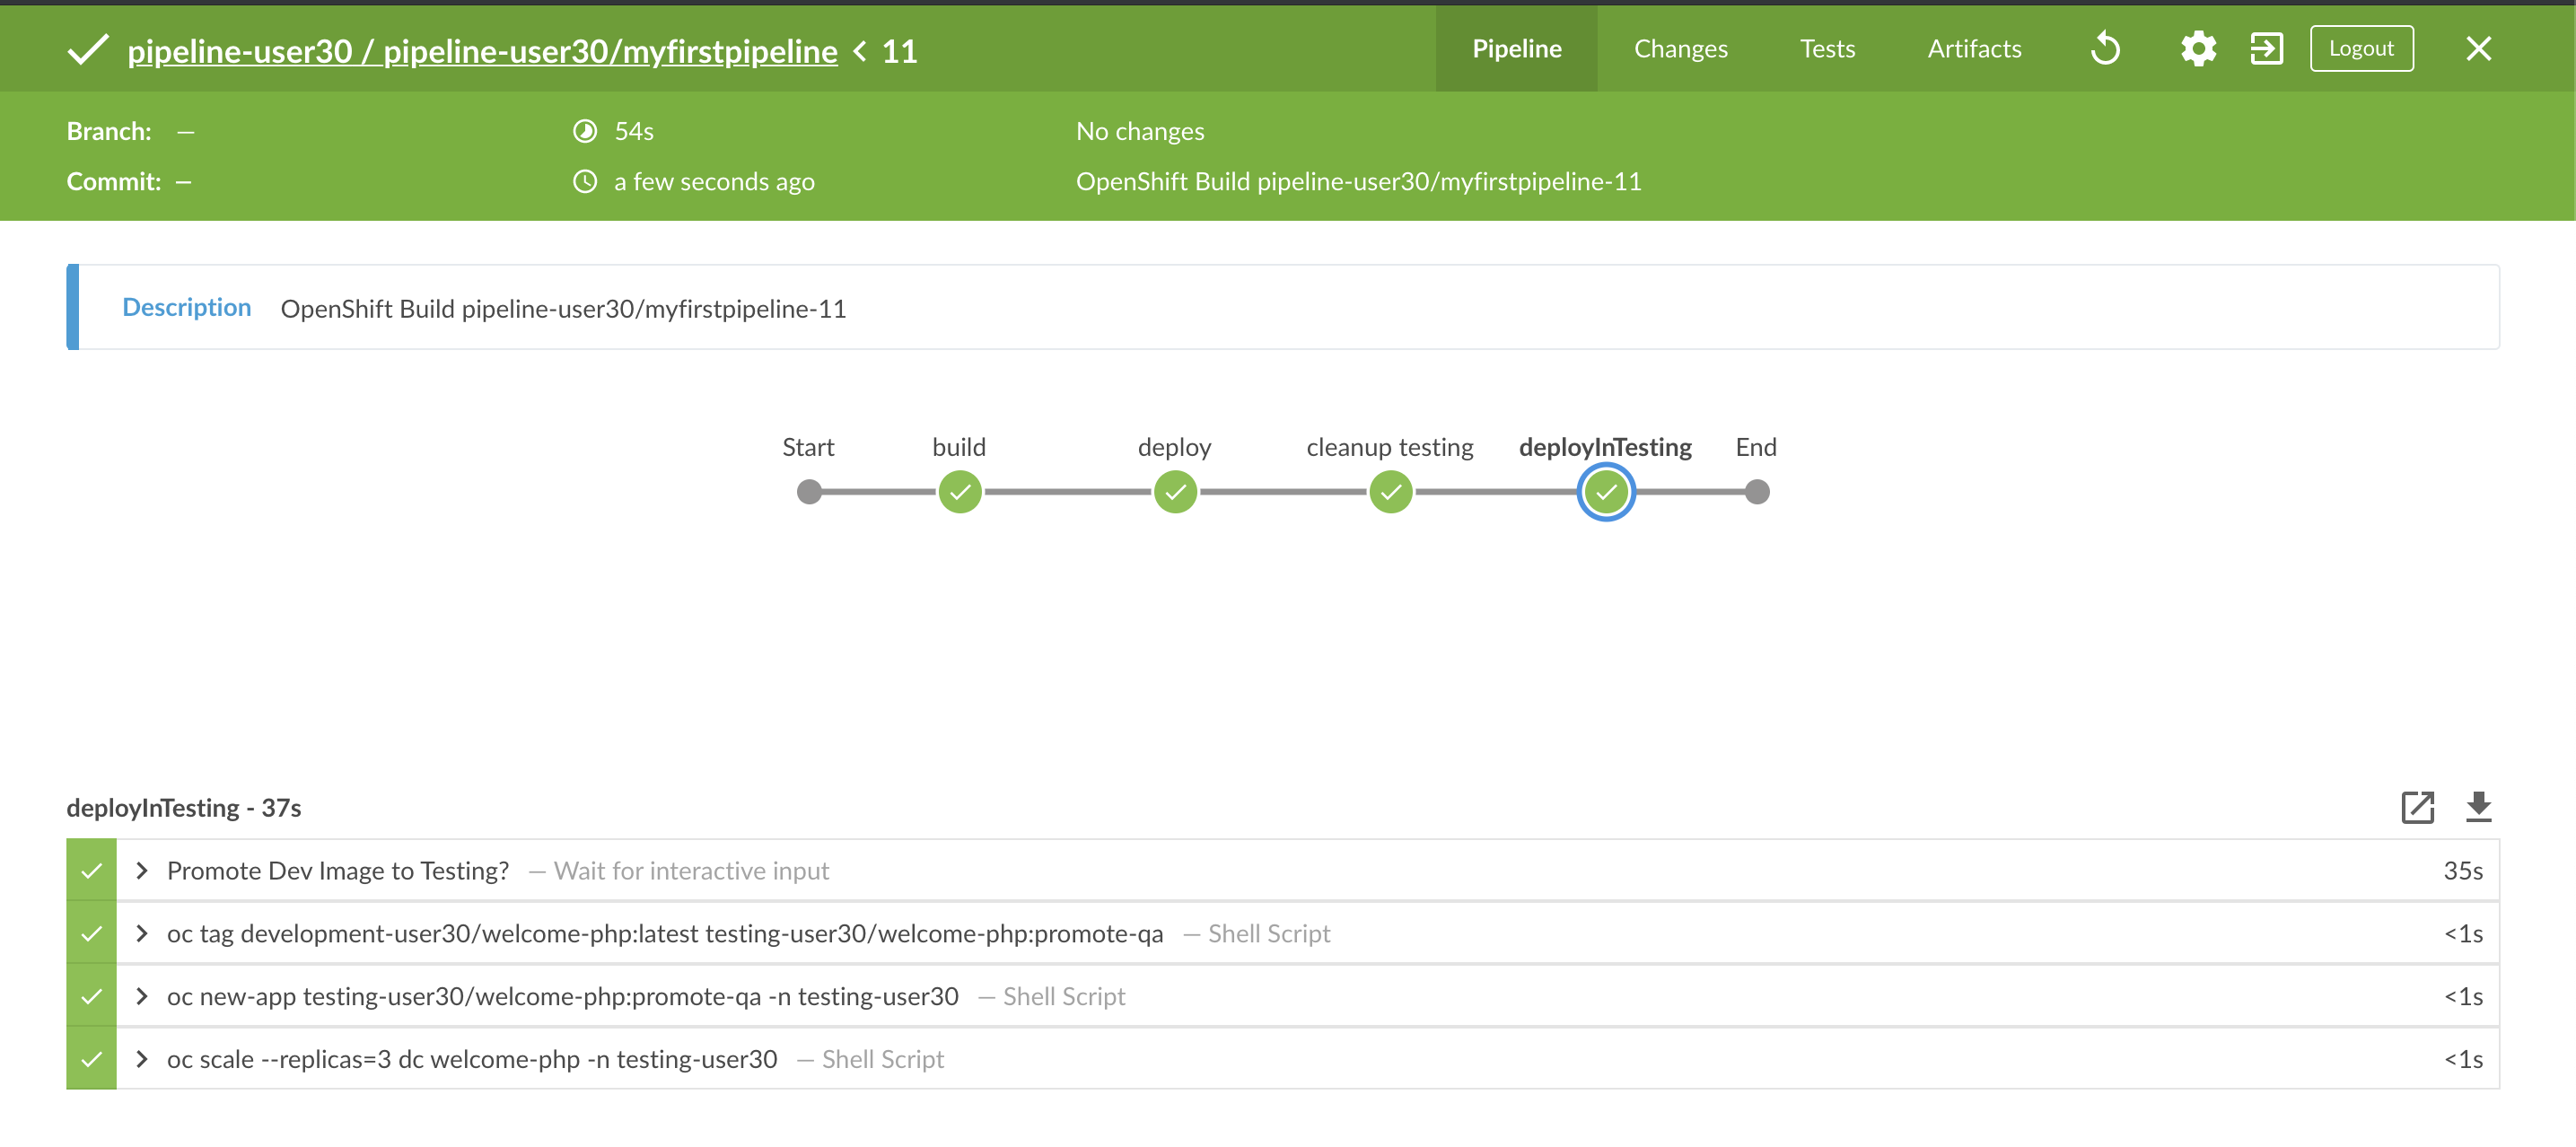 pipeline-user30 / pipeline-user30/myfirstpipeline < 11
Pipeline Changes Tests Artifacts Logout
Branch: — 54s No changes
Commit: — a few seconds ago OpenShift Build pipeline-user30/myfirstpipeline-11
Description OpenShift Build pipeline-user30/myfirstpipeline-11
Start build deploy cleanup testing deployInTesting End
deployInTesting - 37s
Promote Dev Image to Testing? — Wait for interactive input 35s
oc tag development-user30/welcome-php:latest testing-user30/welcome-php:promote-qa — Shell Script <1s
oc new-app testing-user30/welcome-php:promote-qa -n testing-user30 — Shell Script <1s
oc scale --replicas=3 dc welcome-php -n testing-user30 — Shell Script <1s